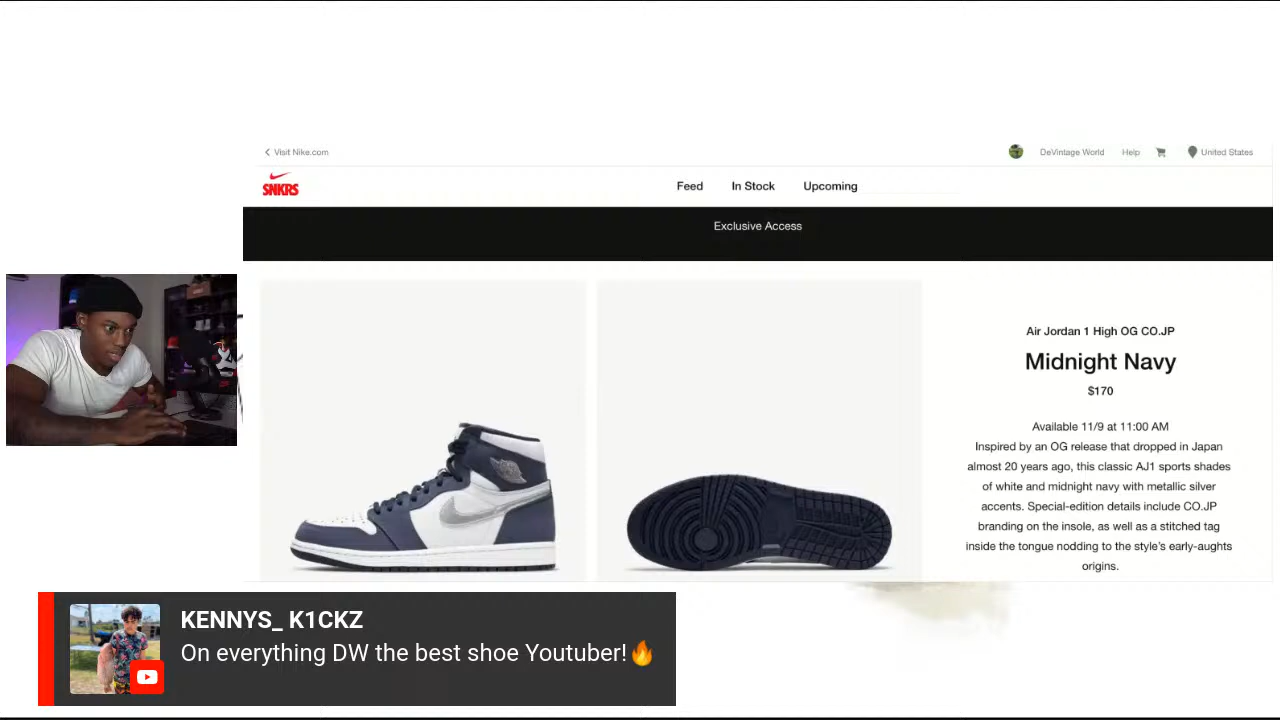 Visit Nike.com
DeVintage World Help United States
SNKRS
Feed In Stock Upcoming
Exclusive Access
Air Jordan 1 High OG CO.JP
Midnight Navy
$170
Available 11/9 at 11:00 AM
Inspired by an OG release that dropped in Japan
almost 20 years ago, this classic AJ1 sports shades
of white and midnight navy with metallic silver
accents. Special-edition details include CO.JP
branding on the insole, as well as a stitched tag
inside the tongue nodding to the style's early-aughts
origins.
KENNYS_ K1CKZ
On everything DW the best shoe Youtuber!🔥